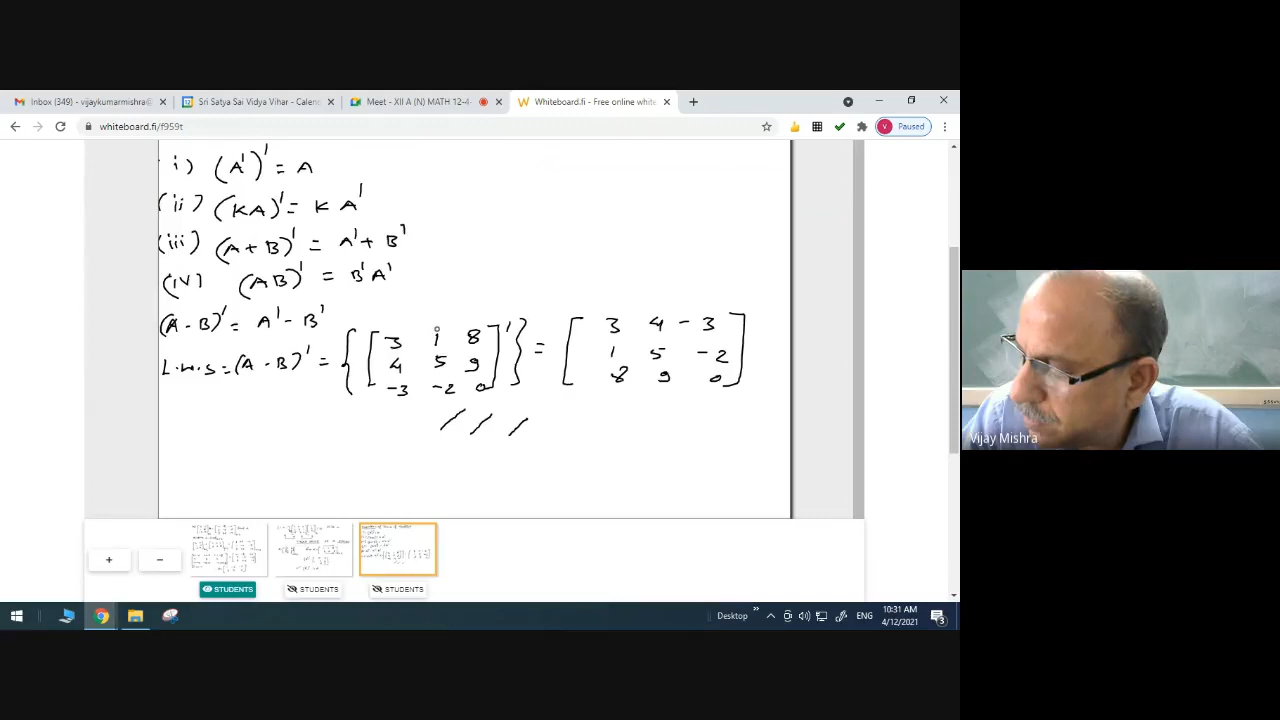 Inbox (349) - vijaykumarmishra@
Sri Satya Sai Vidya Vihar - Calend
Meet - XII A (N) MATH 12-4-
Whiteboard.fi - Free online white
whiteboard.fi/f959t
V Paused
i) (A')' = A
(ii) (KA)' = K A'
(iii) (A + B)' = A' + B'
(iv) (AB)' = B'A'
(A - B)' = A' - B'
L.H.S = (A - B)' = { [ 3 1 8 ]' } = [ 3 4 -3 ]
4 5 9 1 5 -2
-3 -2 0 8 9 0
Vijay Mishra
+ −
STUDENTS STUDENTS STUDENTS
Desktop » ENG 10:31 AM
4/12/2021 3